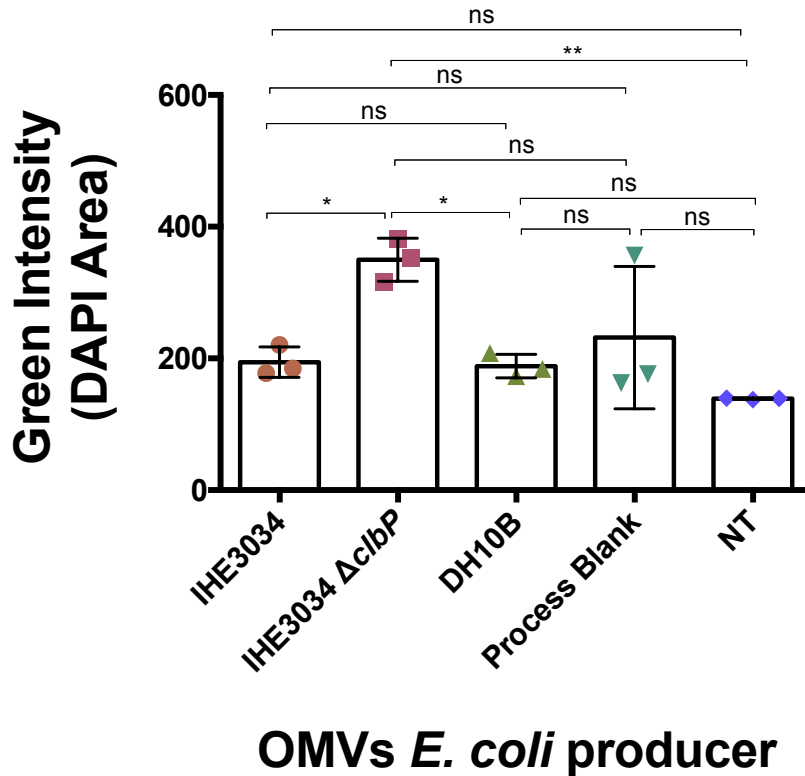 ns
**
ns
ns
ns
ns
* * ns ns
600
400
200
0
Green Intensity
(DAPI Area)
IHE3034
IHE3034 ΔclbP
DH10B
Process Blank
NT
OMVs E. coli producer